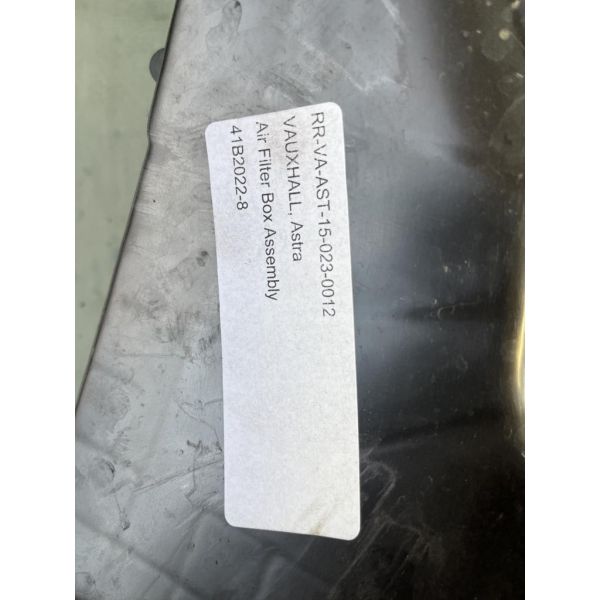 RR-VA-AST-15-023-0012
VAUXHALL, Astra
Air Filter Box Assembly
41B2022-8